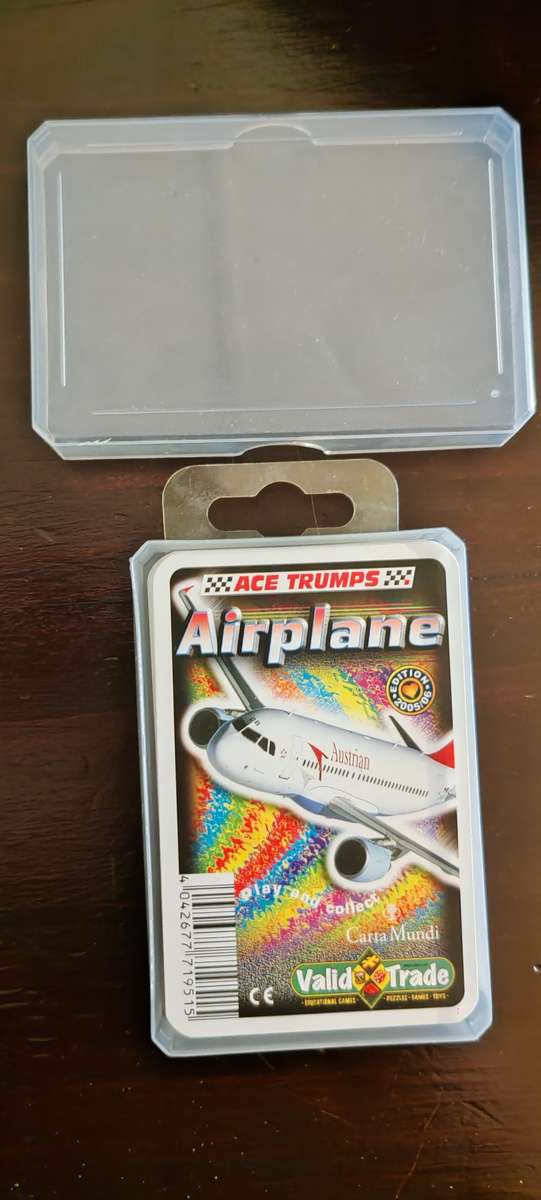 ACE TRUMPS
Airplane
EDITION
2005/06
Austrian
play and collect
Carta Mundi
4 042677 719515
CE
Valid Trade
· EDUCATIONAL GAMES · PUZZLES · GAMES · TOYS ·